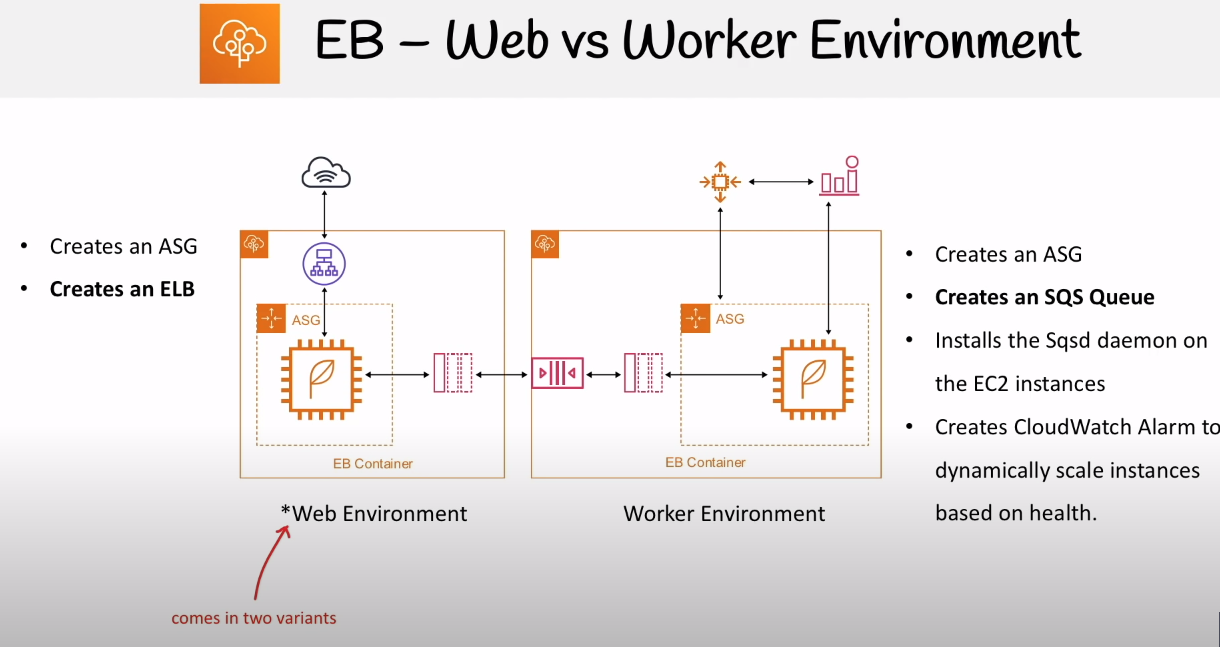 EB – Web vs Worker Environment
• Creates an ASG
• Creates an ELB
ASG
EB Container
*Web Environment
comes in two variants
ASG
EB Container
Worker Environment
• Creates an ASG
• Creates an SQS Queue
• Installs the Sqsd daemon on
the EC2 instances
• Creates CloudWatch Alarm to
dynamically scale instances
based on health.